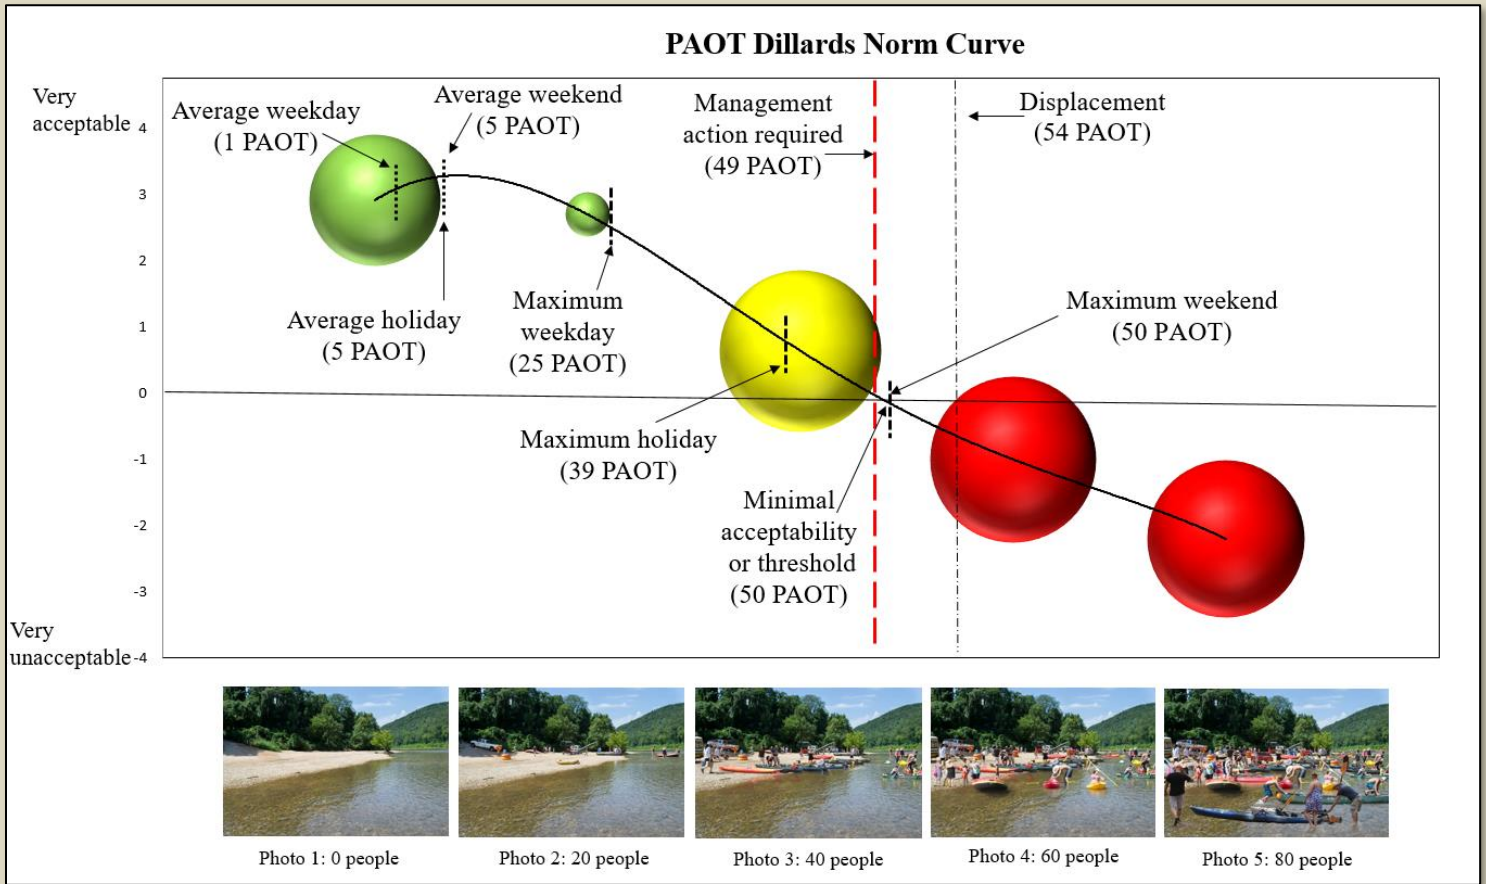 PAOT Dillards Norm Curve
Very
acceptable
4
3
2
1
0
-1
-2
-3
-4
Very
unacceptable
Average weekday
(1 PAOT)
Average weekend
(5 PAOT)
Average holiday
(5 PAOT)
Maximum
weekday
(25 PAOT)
Management
action required
(49 PAOT)
Displacement
(54 PAOT)
Maximum weekend
(50 PAOT)
Maximum holiday
(39 PAOT)
Minimal
acceptability
or threshold
(50 PAOT)
Photo 1: 0 people
Photo 2: 20 people
Photo 3: 40 people
Photo 4: 60 people
Photo 5: 80 people